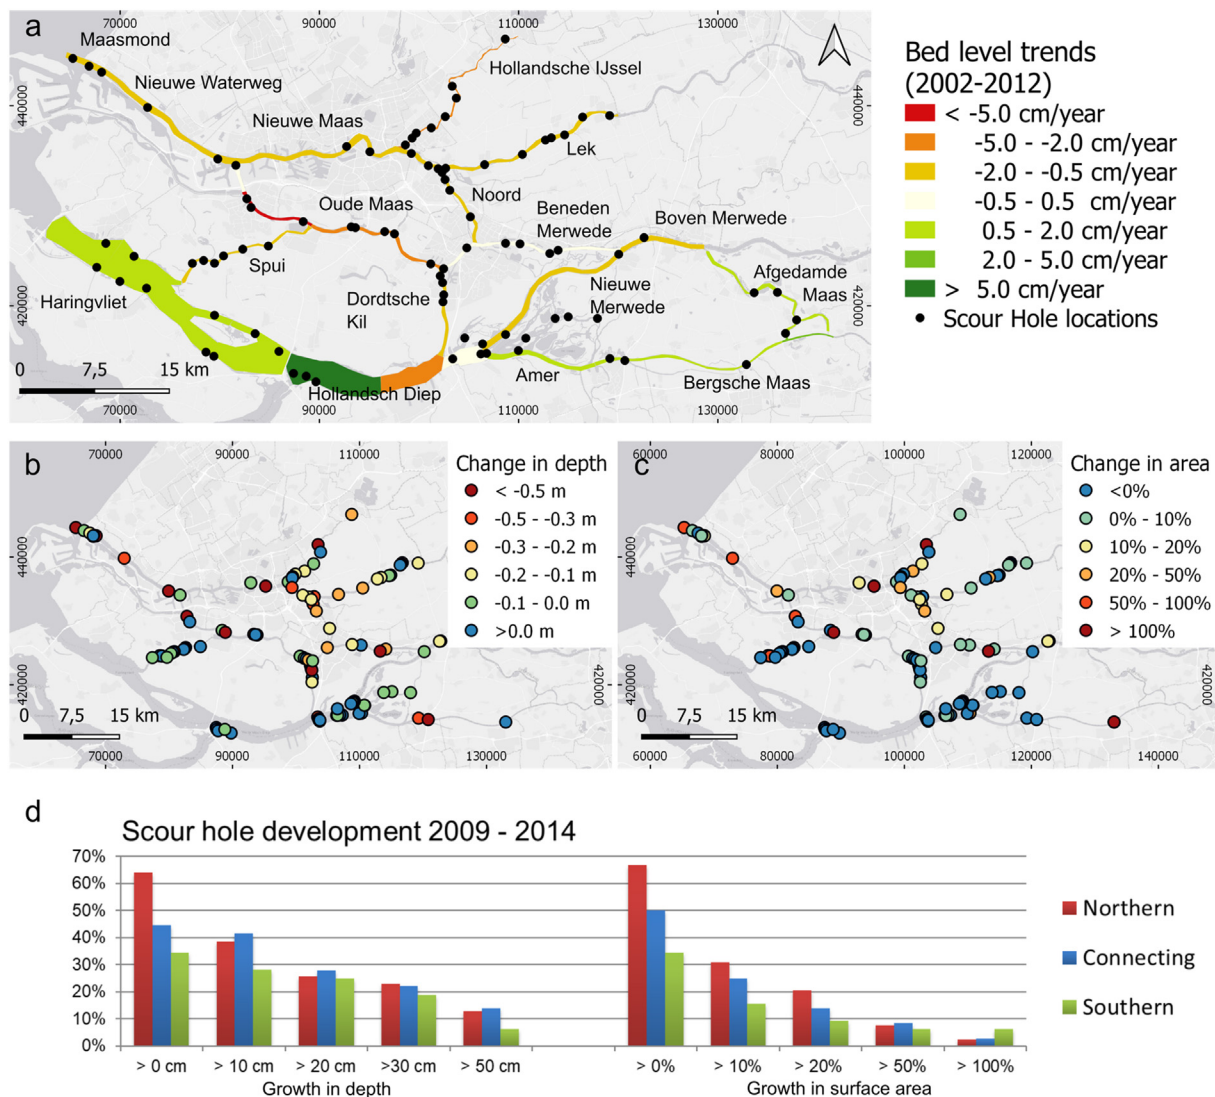 a
70000
90000
110000
130000
Maasmond
Nieuwe Waterweg
Hollandsche IJssel
440000
440000
Nieuwe Maas
Lek
Noord
Oude Maas
Beneden
Merwede
Boven Merwede
Spui
Afgedamde
Maas
Haringvliet
Dordtsche
Kil
Nieuwe
Merwede
420000
420000
0
7,5
15 km
Amer
Bergsche Maas
Hollandsch Diep
70000
90000
110000
130000
Bed level trends
(2002-2012)
< -5.0 cm/year
-5.0 - -2.0 cm/year
-2.0 - -0.5 cm/year
-0.5 - 0.5 cm/year
0.5 - 2.0 cm/year
2.0 - 5.0 cm/year
> 5.0 cm/year
Scour Hole locations
b
70000
90000
110000
440000
420000
420000
Change in depth
< -0.5 m
-0.5 - -0.3 m
-0.3 - -0.2 m
-0.2 - -0.1 m
-0.1 - 0.0 m
>0.0 m
0
7,5
15 km
70000
90000
110000
130000
c
60000
80000
100000
120000
440000
420000
420000
Change in area
<0%
0% - 10%
10% - 20%
20% - 50%
50% - 100%
> 100%
0
7,5
15 km
60000
80000
100000
120000
140000
d
Scour hole development 2009 - 2014
70%
60%
50%
40%
30%
20%
10%
0%
> 0 cm
> 10 cm
> 20 cm
>30 cm
> 50 cm
> 0%
> 10%
>20%
>50%
> 100%
Growth in depth
Growth in surface area
Northern
Connecting
Southern